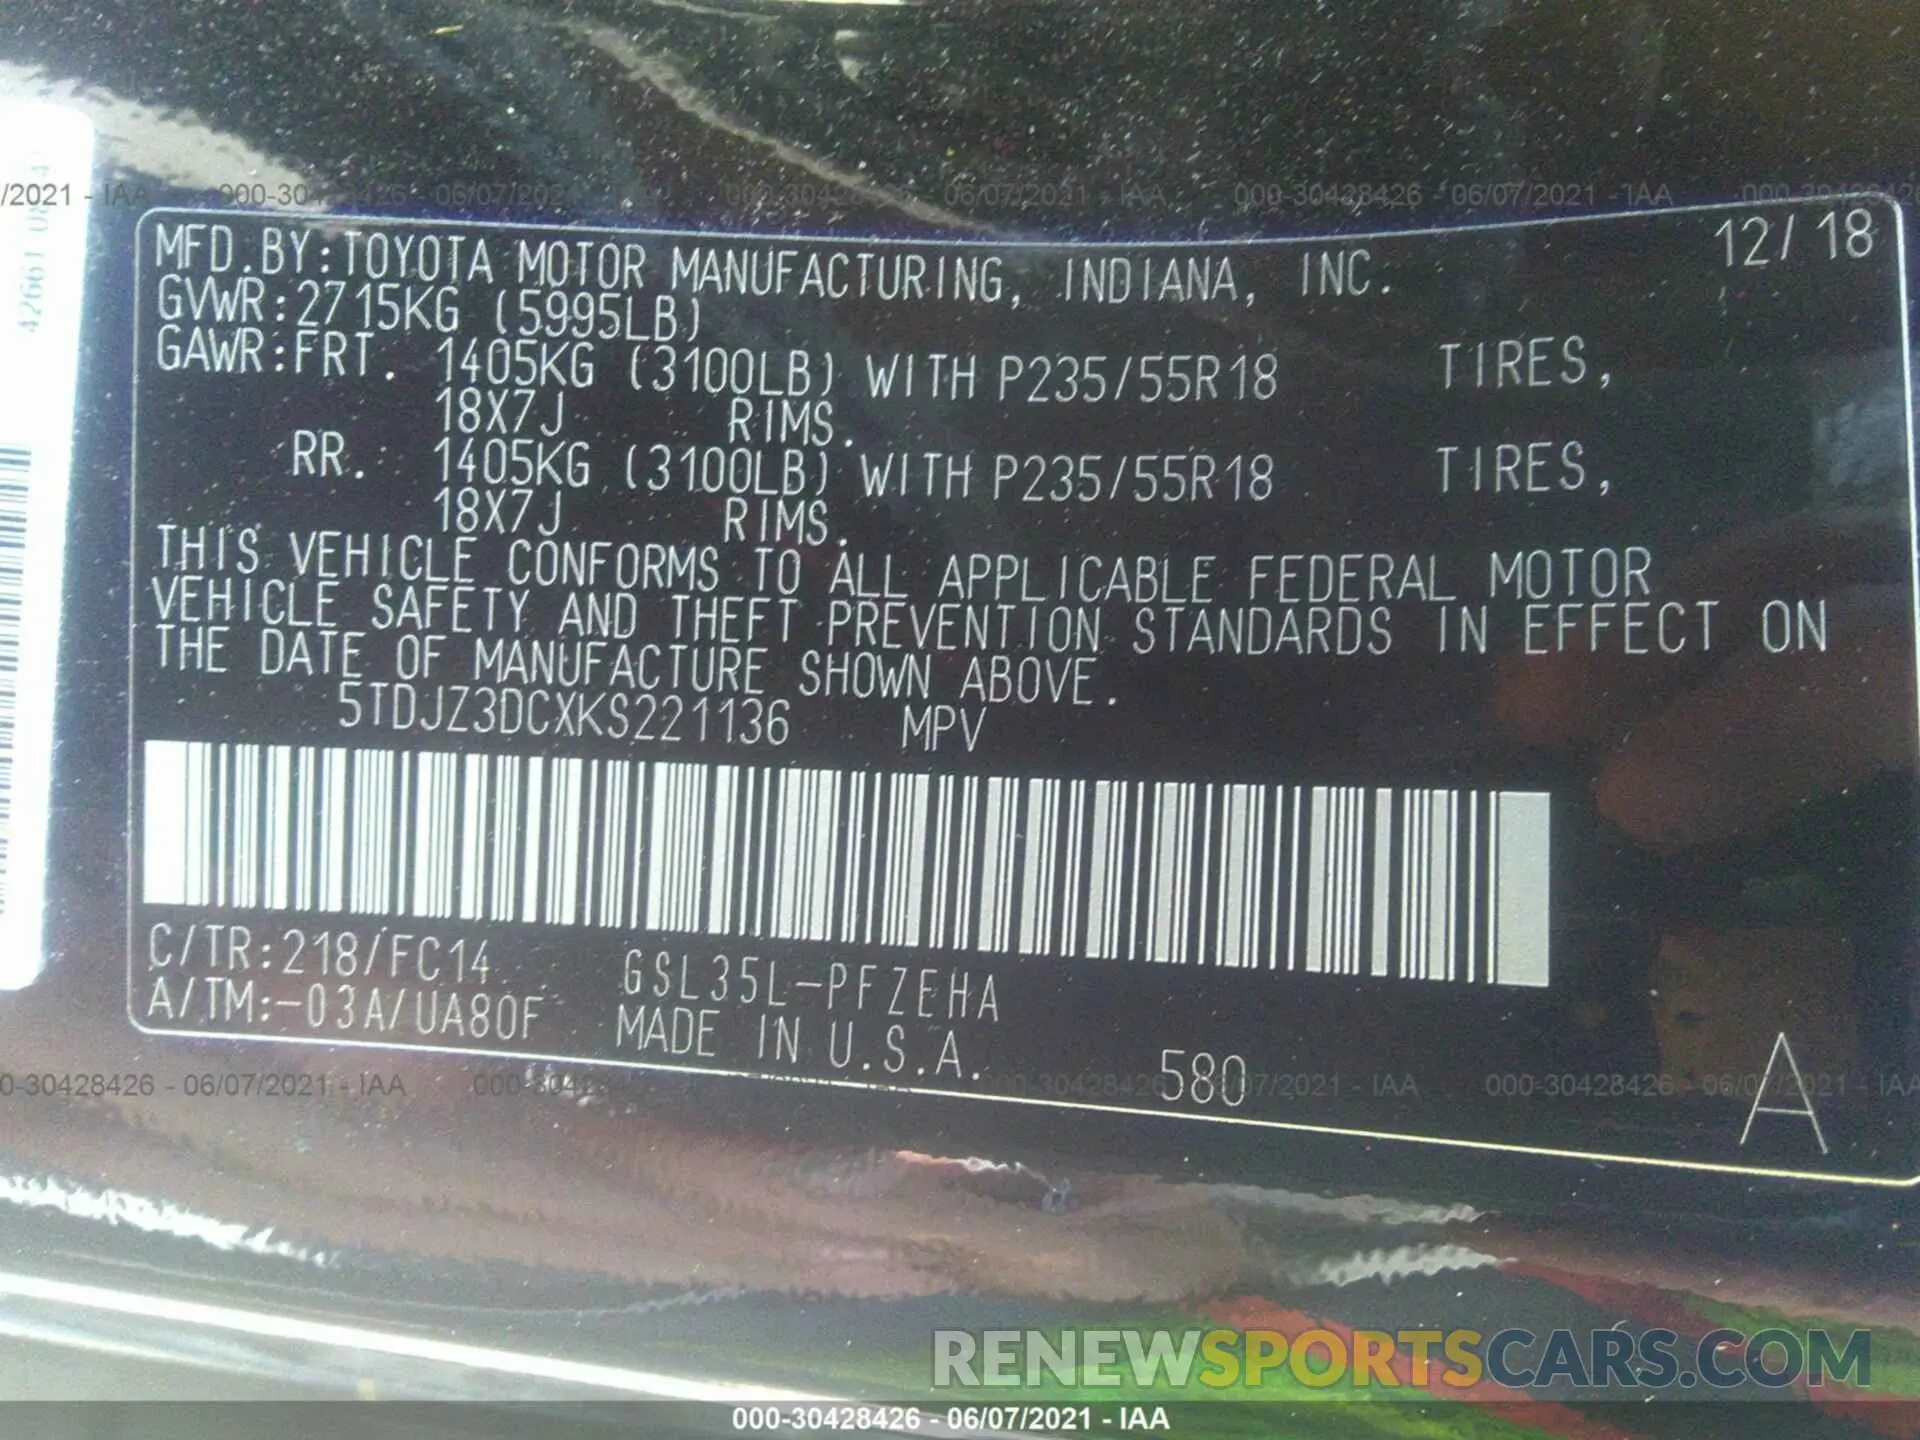 /2021 - IAA 000-30428426 - 06/07/2021 06/07/2021 - IAA 000-30428426 - 06/07/2021 - IAA 000-30428426
42661
MFD.BY:TOYOTA MOTOR MANUFACTURING, INDIANA, INC. 12/18
GVWR:2715KG (5995LB)
GAWR:FRT. 1405KG (3100LB) WITH P235/55R18 TIRES,
18X7J RIMS.
RR. 1405KG (3100LB) WITH P235/55R18 TIRES,
18X7J RIMS.
THIS VEHICLE CONFORMS TO ALL APPLICABLE FEDERAL MOTOR
VEHICLE SAFETY AND THEFT PREVENTION STANDARDS IN EFFECT ON
THE DATE OF MANUFACTURE SHOWN ABOVE.
5TDJZ3DCXKS221136 MPV
C/TR:218/FC14 GSL35L-PFZEHA
A/TM:-03A/UA80F MADE IN U.S.A. 580 A
0-30428426 - 06/07/2021 - IAA 000-30428426 /2021 - IAA 000-30428426 - 06/07/2021 - IAA
RENEWSPORTSCARS.COM
000-30428426 - 06/07/2021 - IAA